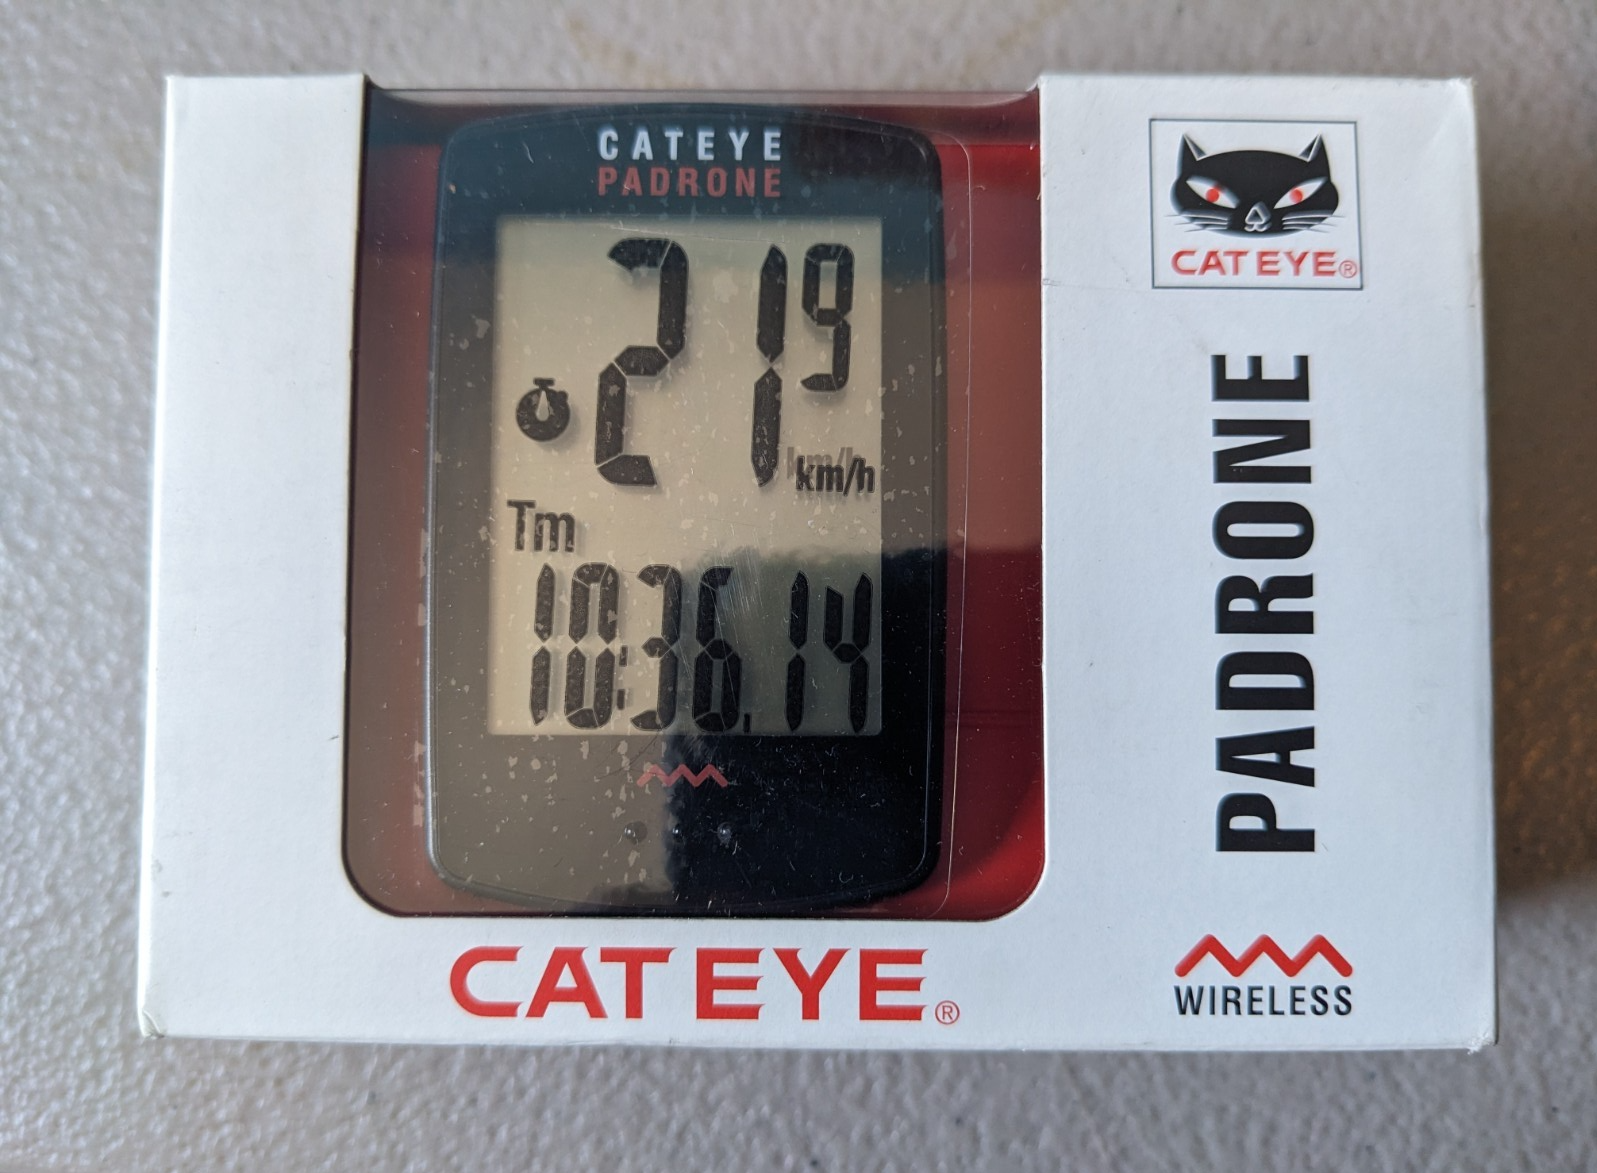 CATEYE
PADRONE
21.9
km/h
Tm
10:36,14
CATEYE®
CATEYE®
PADRONE
WIRELESS